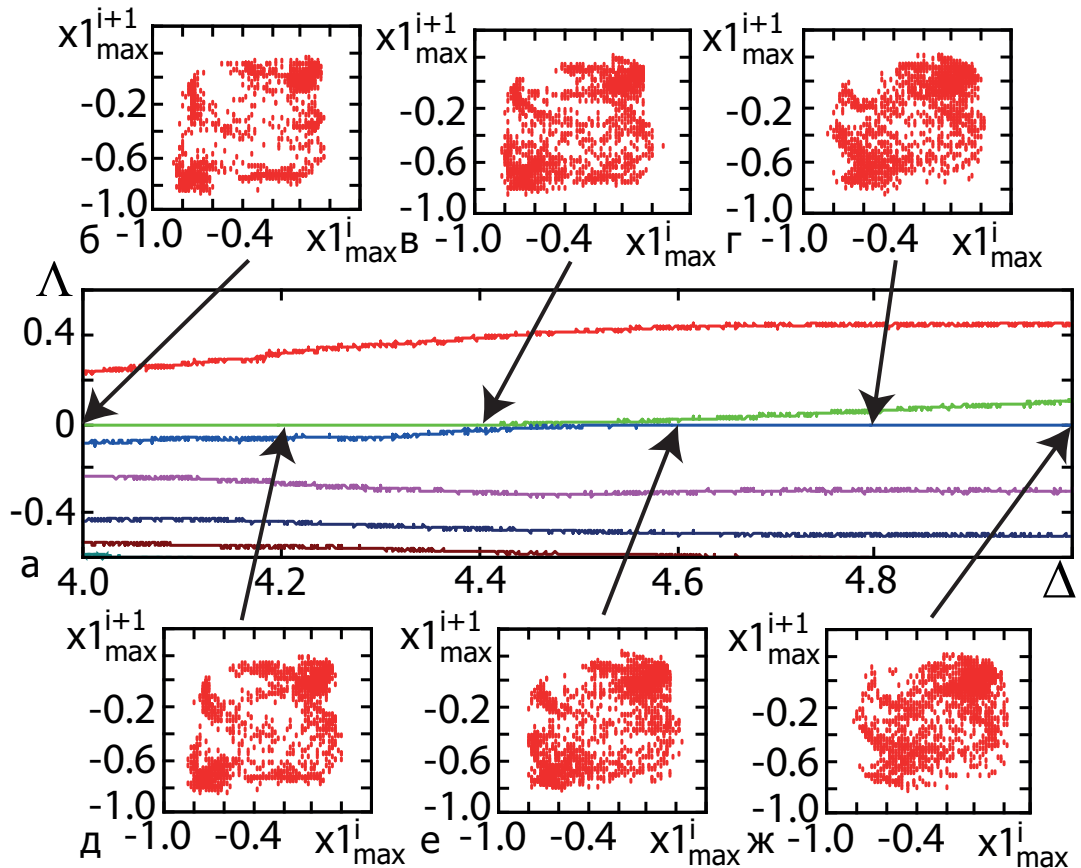 x1 i+1 max x1 i+1 max x1 i+1 max
-0.2 -0.2 -0.2
-0.6 -0.6 -0.6
-1.0 -1.0 -1.0
б -1.0 -0.4 x1 i max в -1.0 -0.4 x1 i max г -1.0 -0.4 x1 i max
Λ
0.4
0
-0.4
а 4.0 4.2 4.4 4.6 4.8 Δ
x1 i+1 max x1 i+1 max x1 i+1 max
-0.2 -0.2 -0.2
-0.6 -0.6 -0.6
-1.0 -1.0 -1.0
д -1.0 -0.4 x1 i max е -1.0 -0.4 x1 i max ж -1.0 -0.4 x1 i max